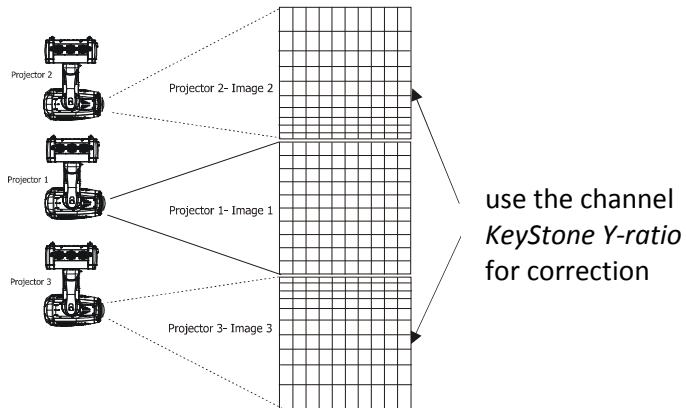 Projector 2
Projector 2- Image 2
Projector 1
Projector 1- Image 1
use the channel
KeyStone Y-ratio
for correction
Projector 3
Projector 3- Image 3